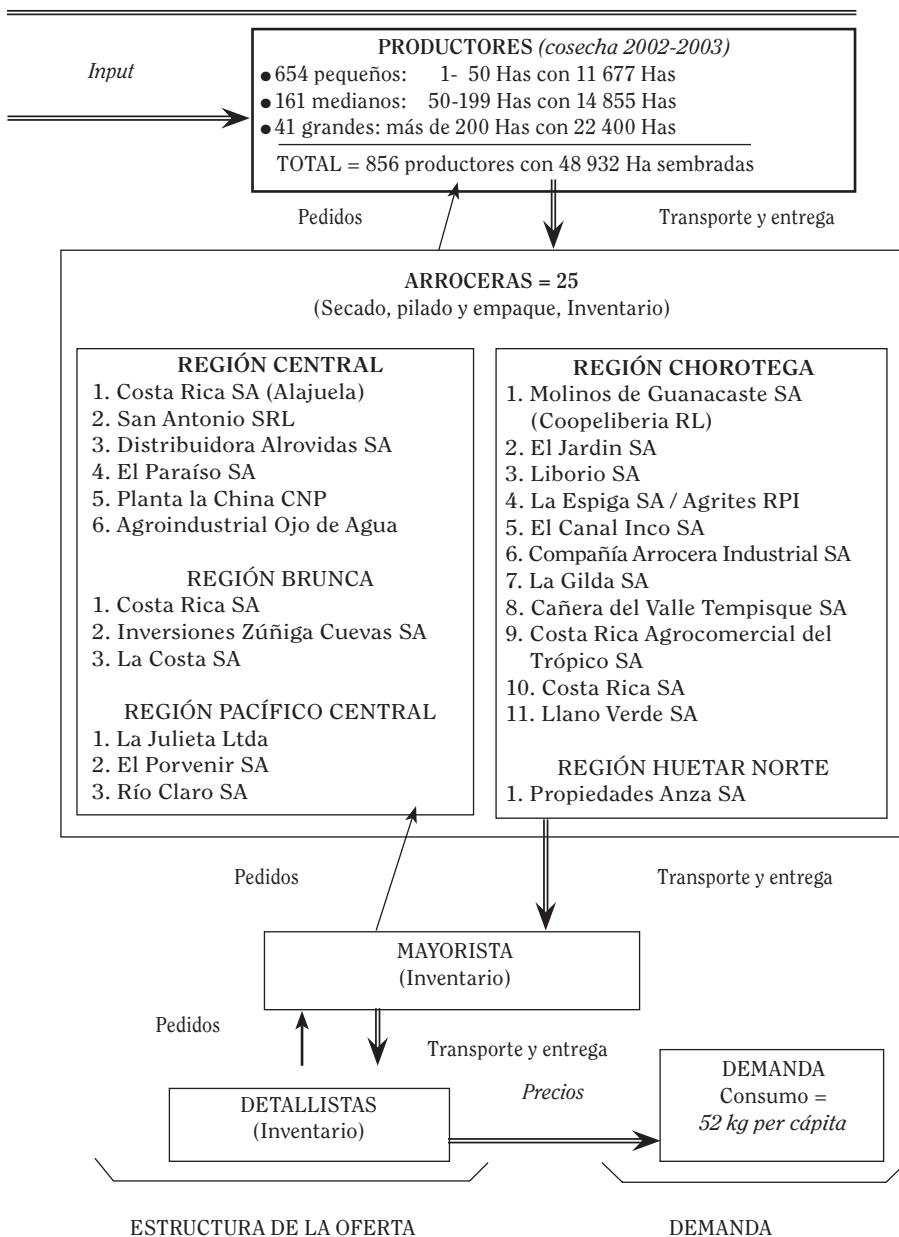 Input
PRODUCTORES (cosecha 2002-2003)
● 654 pequeños: 1- 50 Has con 11 677 Has
● 161 medianos: 50-199 Has con 14 855 Has
● 41 grandes: más de 200 Has con 22 400 Has
TOTAL = 856 productores con 48 932 Ha sembradas
Pedidos
Transporte y entrega
ARROCERAS = 25
(Secado, pilado y empaque, Inventario)
REGIÓN CENTRAL
1. Costa Rica SA (Alajuela)
2. San Antonio SRL
3. Distribuidora Alrovidas SA
4. El Paraíso SA
5. Planta la China CNP
6. Agroindustrial Ojo de Agua
REGIÓN BRUNCA
1. Costa Rica SA
2. Inversiones Zúñiga Cuevas SA
3. La Costa SA
REGIÓN PACÍFICO CENTRAL
1. La Julieta Ltda
2. El Porvenir SA
3. Río Claro SA
REGIÓN CHOROTEGA
1. Molinos de Guanacaste SA
(Coopeliberia RL)
2. El Jardin SA
3. Liborio SA
4. La Espiga SA / Agrites RPI
5. El Canal Inco SA
6. Compañía Arrocera Industrial SA
7. La Gilda SA
8. Cañera del Valle Tempisque SA
9. Costa Rica Agrocomercial del
Trópico SA
10. Costa Rica SA
11. Llano Verde SA
REGIÓN HUETAR NORTE
1. Propiedades Anza SA
Pedidos
Transporte y entrega
MAYORISTA
(Inventario)
Pedidos
Transporte y entrega
DETALLISTAS
(Inventario)
Precios
DEMANDA
Consumo =
52 kg per cápita
ESTRUCTURA DE LA OFERTA
DEMANDA